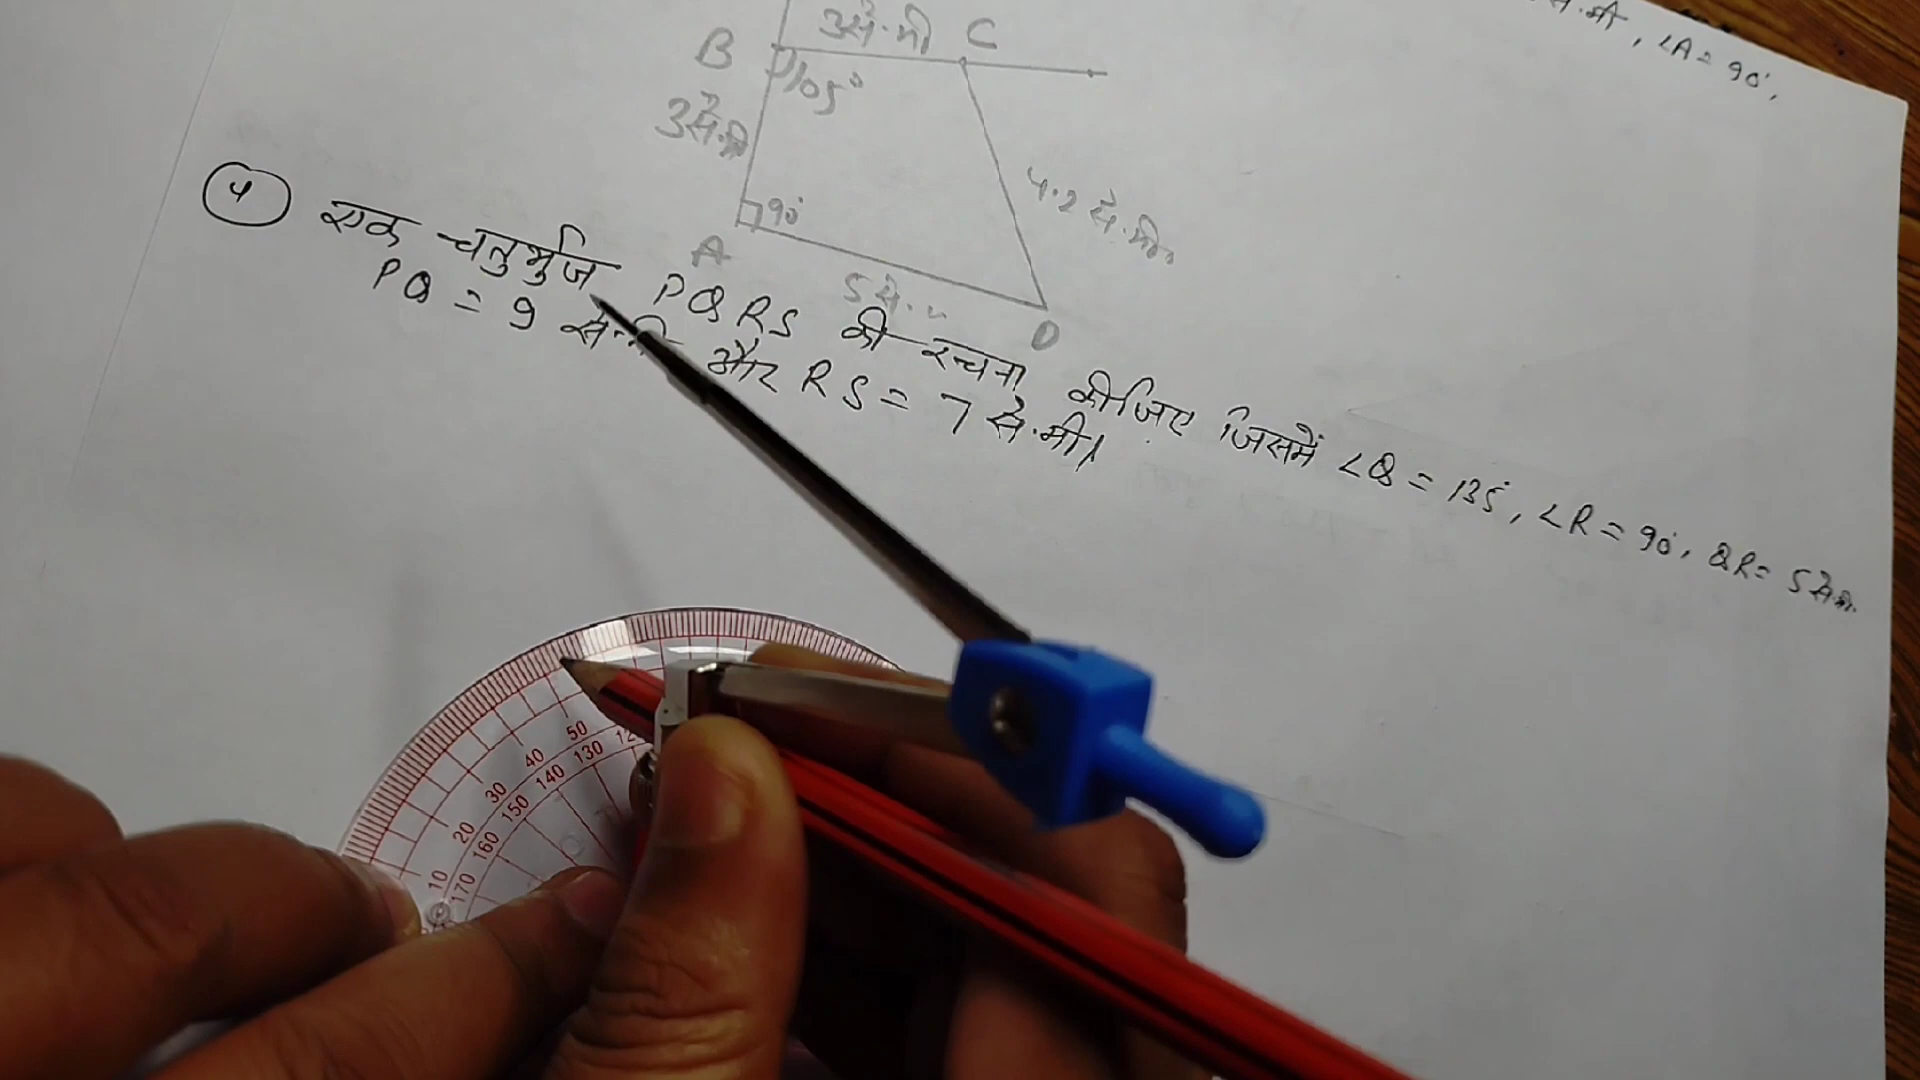 से.मी, ∠A= 90°,
3से.मी C
B 105°
3से.मी
90° 4.2 से.मी.
A
5से.
D
4 एक चतुर्भुज PQRS की रचना कीजिए जिसमें ∠Q = 135°, ∠R = 90°, QR= 5से.मी.
PQ = 9 से.मी और RS = 7 से.मी।
50
40 130 12
30 140
20 150
160
10
170